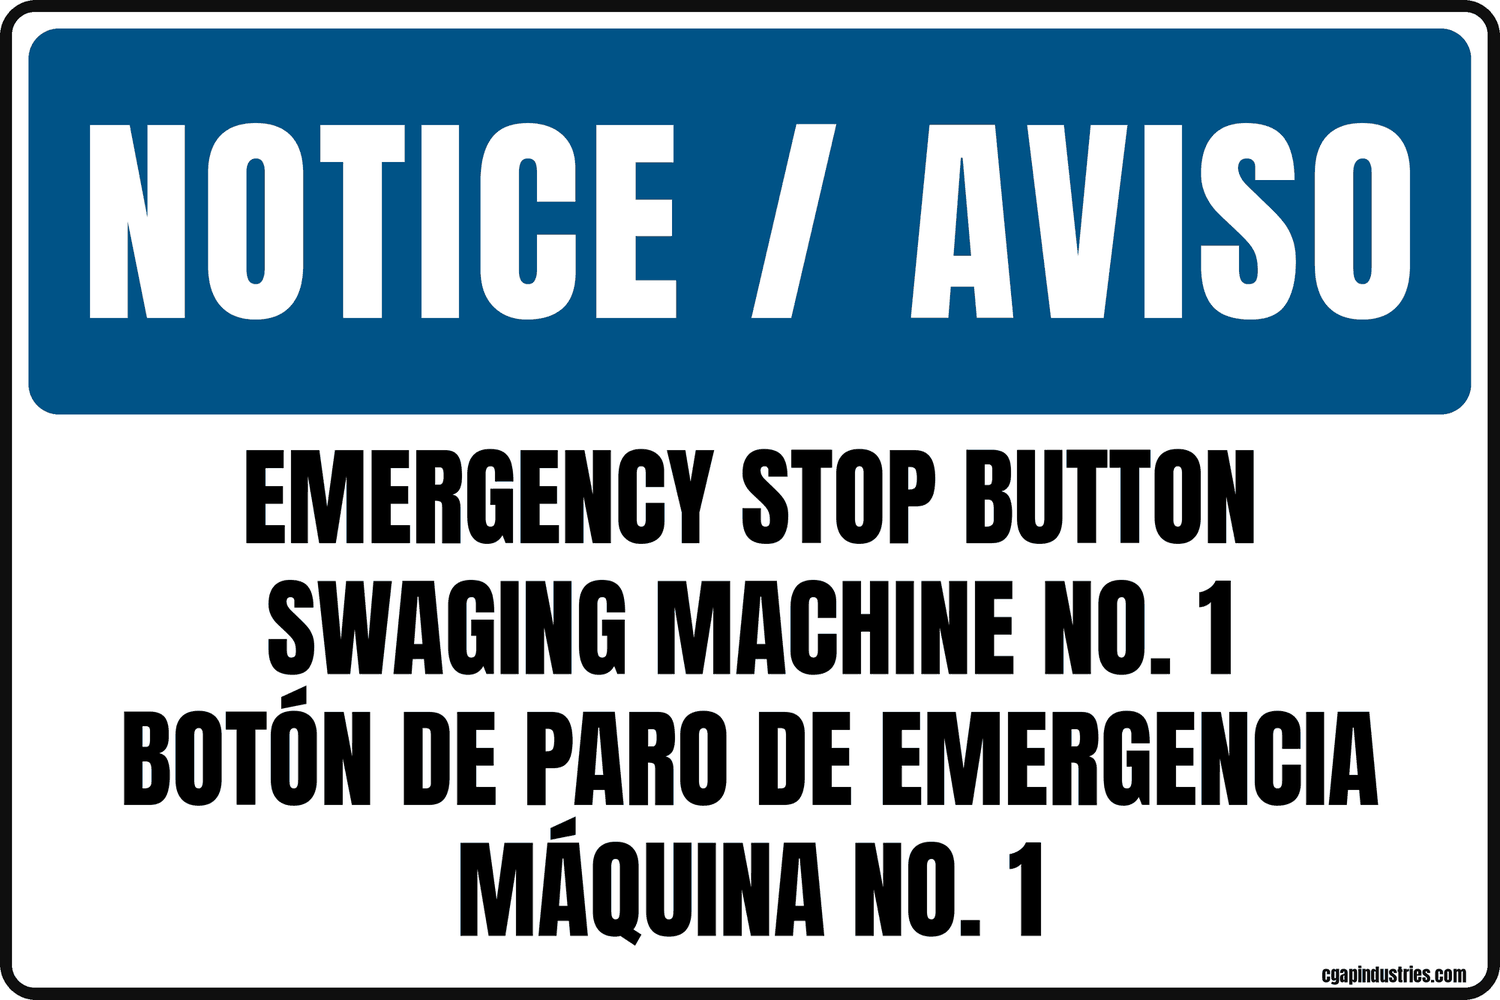 NOTICE / AVISO
EMERGENCY STOP BUTTON
SWAGING MACHINE NO. 1
BOTÓN DE PARO DE EMERGENCIA
MÁQUINA NO. 1
cgapindustries.com